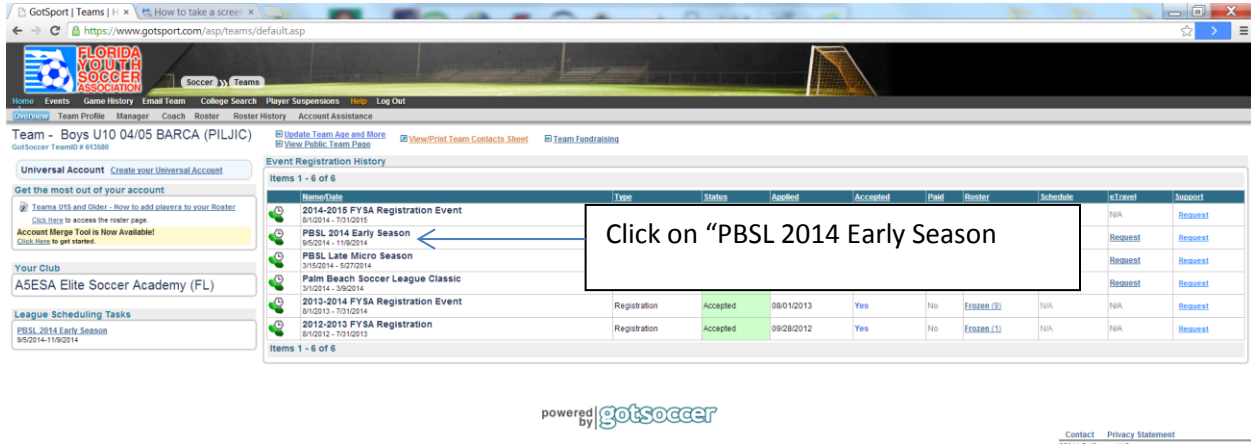 GotSport | Teams | H × How to take a screen ×
https://www.gotsport.com/asp/teams/default.asp
FLORIDA
YOUTH
SOCCER
ASSOCIATION
Soccer Teams
Home Events Game History Email Team College Search Player Suspensions Help Log Out
Overview Team Profile Manager Coach Roster Roster History Account Assistance
Team - Boys U10 04/05 BARCA (PILJIC)
GotSoccer TeamID # 613580
Update Team Age and More View/Print Team Contacts Sheet Team Fundraising
View Public Team Page
Universal Account Create your Universal Account
Get the most out of your account
Teams U15 and Older - How to add players to your Roster
Click Here to access the roster page.
Account Merge Tool is Now Available!
Click Here to get started.
Your Club
A5ESA Elite Soccer Academy (FL)
League Scheduling Tasks
PBSL 2014 Early Season
9/5/2014-11/9/2014
Event Registration History
Items 1 - 6 of 6
Name/Date Type Status Applied Accepted Paid Roster Schedule eTravel Support
2014-2015 FYSA Registration Event N/A Request
8/1/2014 - 7/31/2015
PBSL 2014 Early Season Request Request
9/5/2014 - 11/9/2014
PBSL Late Micro Season Request Request
3/15/2014 - 5/27/2014
Palm Beach Soccer League Classic Request Request
3/1/2014 - 3/9/2014
2013-2014 FYSA Registration Event Registration Accepted 08/01/2013 Yes No Frozen (9) N/A N/A Request
8/1/2013 - 7/31/2014
2012-2013 FYSA Registration Registration Accepted 09/28/2012 Yes No Frozen (1) N/A N/A Request
8/1/2012 - 7/31/2013
Items 1 - 6 of 6
Click on “PBSL 2014 Early Season
powered by gotsoccer
Contact Privacy Statement